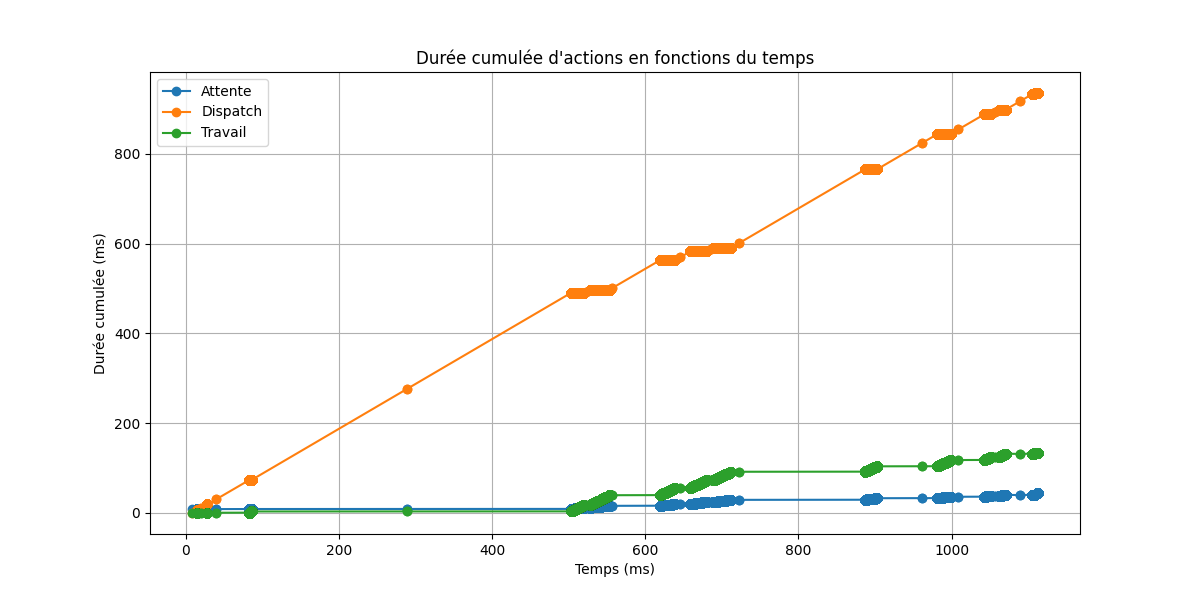 Durée cumulée d'actions en fonctions du temps
Attente
Dispatch
Travail
Durée cumulée (ms)
800
600
400
200
0
0 200 400 600 800 1000
Temps (ms)